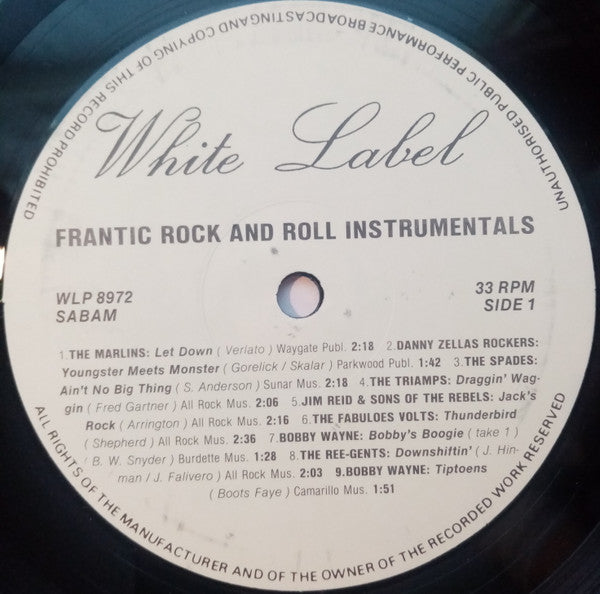 UNAUTHORISED PUBLIC PERFORMANCE BROADCASTING AND COPYING OF THIS RECORD PROHIBITED
White Label
FRANTIC ROCK AND ROLL INSTRUMENTALS
WLP 8972
SABAM
33 RPM
SIDE 1
1. THE MARLINS: Let Down ( Veriato ) Waygate Publ. 2:18 2. DANNY ZELLAS ROCKERS:
Youngster Meets Monster ( Gorelick / Skalar ) Parkwood Publ. 1:42 3. THE SPADES:
Ain't No Big Thing ( S. Anderson ) Sunar Mus. 2:18 4. THE TRIAMPS: Draggin' Wag-
gin ( Fred Gartner ) All Rock Mus. 2:06 5. JIM REID & SONS OF THE REBELS: Jack's
Rock ( Arrington ) All Rock Mus. 2:16 6. THE FABULOES VOLTS: Thunderbird
( Shepherd ) All Rock Mus. 2:36 7. BOBBY WAYNE: Bobby's Boogie ( take 1 )
( B. W. Snyder ) Burdette Mus. 1:28 8. THE REE-GENTS: Downshiftin' ( J. Hin-
man / J. Falivero ) All Rock Mus. 2:03 9. BOBBY WAYNE: Tiptoens
( Boots Faye ) Camarillo Mus. 1:51
ALL RIGHTS OF THE MANUFACTURER AND OF THE OWNER OF THE RECORDED WORK RESERVED